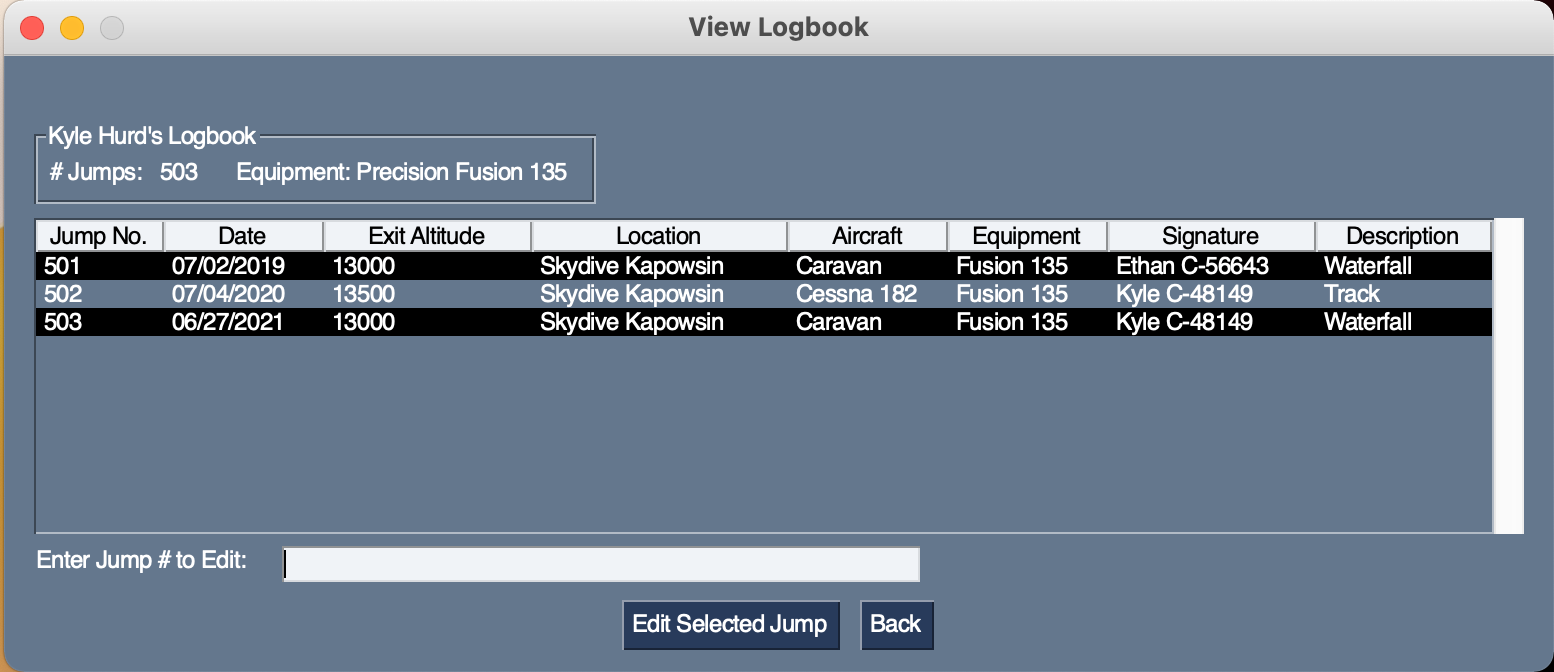 View Logbook
Kyle Hurd's Logbook
# Jumps: 503 Equipment: Precision Fusion 135
Jump No. Date Exit Altitude Location Aircraft Equipment Signature Description
501 07/02/2019 13000 Skydive Kapowsin Caravan Fusion 135 Ethan C-56643 Waterfall
502 07/04/2020 13500 Skydive Kapowsin Cessna 182 Fusion 135 Kyle C-48149 Track
503 06/27/2021 13000 Skydive Kapowsin Caravan Fusion 135 Kyle C-48149 Waterfall
Enter Jump # to Edit:
Edit Selected Jump Back